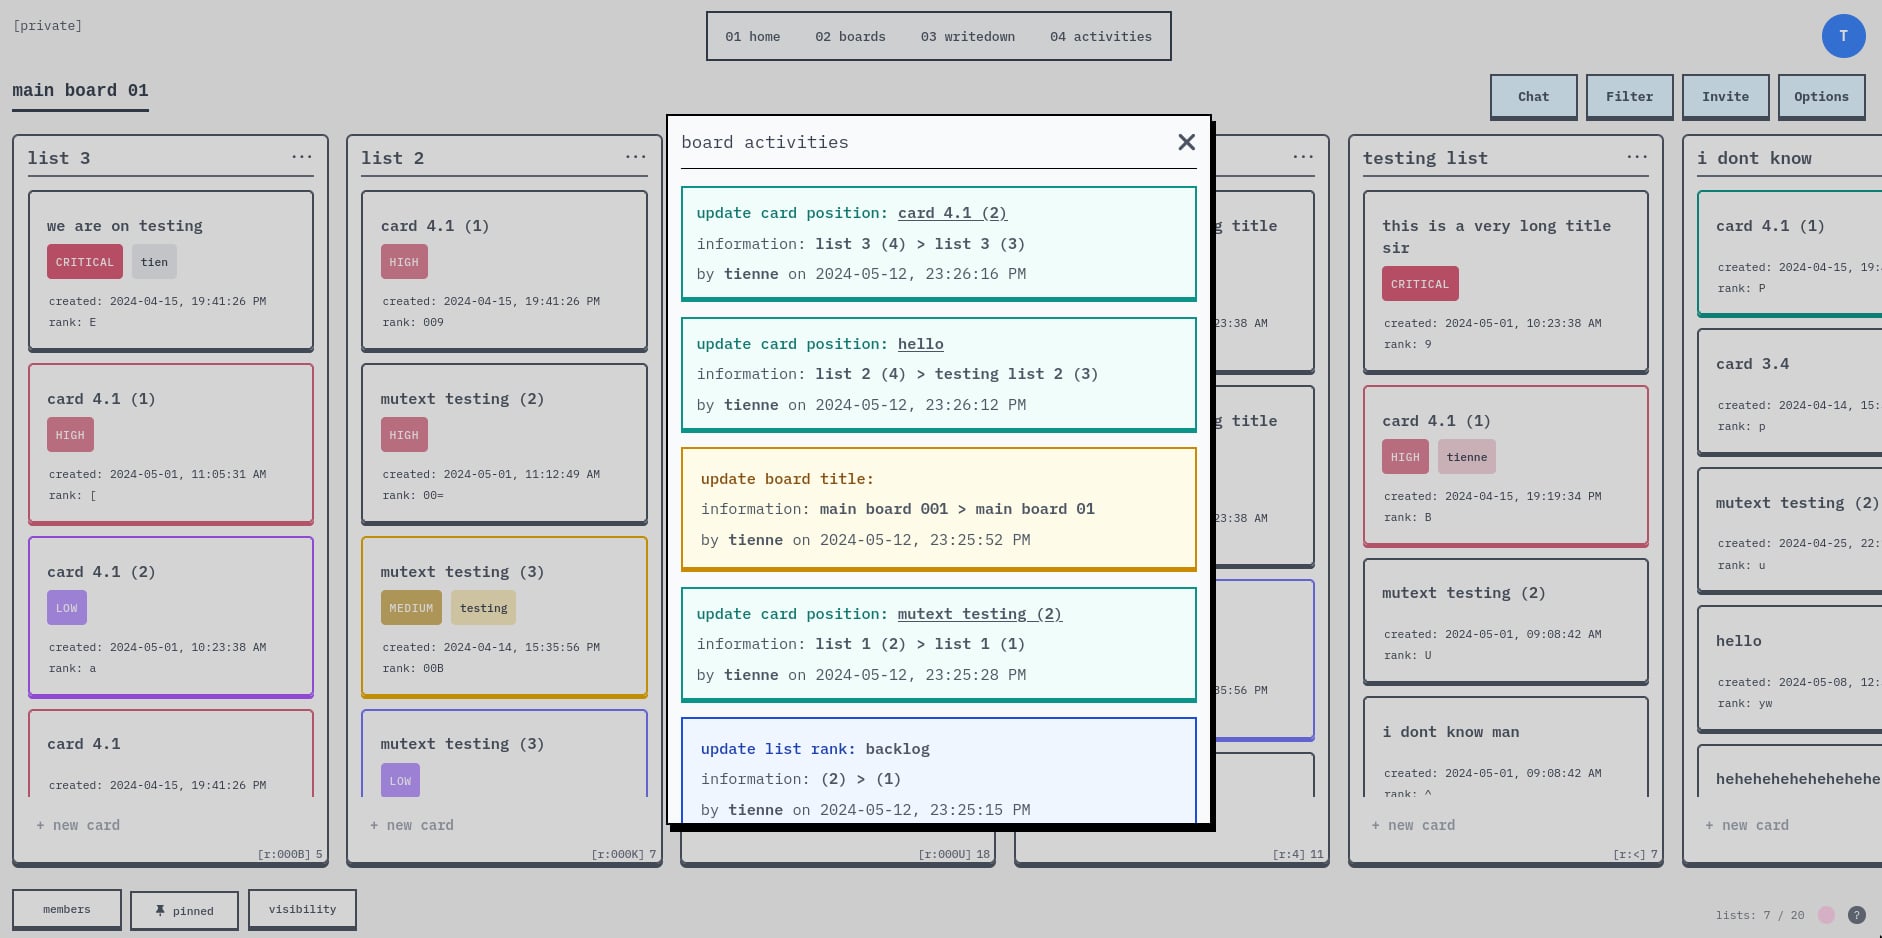 [private]
01 home 02 boards 03 writedown 04 activities
T
main board 01
Chat Filter Invite Options
list 3 ...
we are on testing
CRITICAL tien
created: 2024-04-15, 19:41:26 PM
rank: E
card 4.1 (1)
HIGH
created: 2024-05-01, 11:05:31 AM
rank: [
card 4.1 (2)
LOW
created: 2024-05-01, 10:23:38 AM
rank: a
card 4.1
created: 2024-04-15, 19:41:26 PM
+ new card
[r:000B] 5
list 2 ...
card 4.1 (1)
HIGH
created: 2024-04-15, 19:41:26 PM
rank: 009
mutext testing (2)
HIGH
created: 2024-05-01, 11:12:49 AM
rank: 00=
mutext testing (3)
MEDIUM testing
created: 2024-04-14, 15:35:56 PM
rank: 00B
mutext testing (3)
LOW
+ new card
[r:000K] 7
board activities
update card position: card 4.1 (2)
information: list 3 (4) > list 3 (3)
by tienne on 2024-05-12, 23:26:16 PM
update card position: hello
information: list 2 (4) > testing list 2 (3)
by tienne on 2024-05-12, 23:26:12 PM
update board title:
information: main board 001 > main board 01
by tienne on 2024-05-12, 23:25:52 PM
update card position: mutext testing (2)
information: list 1 (2) > list 1 (1)
by tienne on 2024-05-12, 23:25:28 PM
update list rank: backlog
information: (2) > (1)
by tienne on 2024-05-12, 23:25:15 PM
[r:000U] 18
...
g title
23:38 AM
g title
23:38 AM
35:56 PM
[r:4] 11
testing list ...
this is a very long title
sir
CRITICAL
created: 2024-05-01, 10:23:38 AM
rank: 9
card 4.1 (1)
HIGH tienne
created: 2024-04-15, 19:19:34 PM
rank: B
mutext testing (2)
created: 2024-05-01, 09:08:42 AM
rank: U
i dont know man
created: 2024-05-01, 09:08:42 AM
rank: ^
+ new card
[r:<] 7
i dont know
card 4.1 (1)
created: 2024-04-15, 19:
rank: P
card 3.4
created: 2024-04-14, 15:
rank: p
mutext testing (2)
created: 2024-04-25, 22:
rank: u
hello
created: 2024-05-08, 12:
rank: yw
hehehehehehehehehe
+ new card
members pinned visibility
lists: 7 / 20 ?